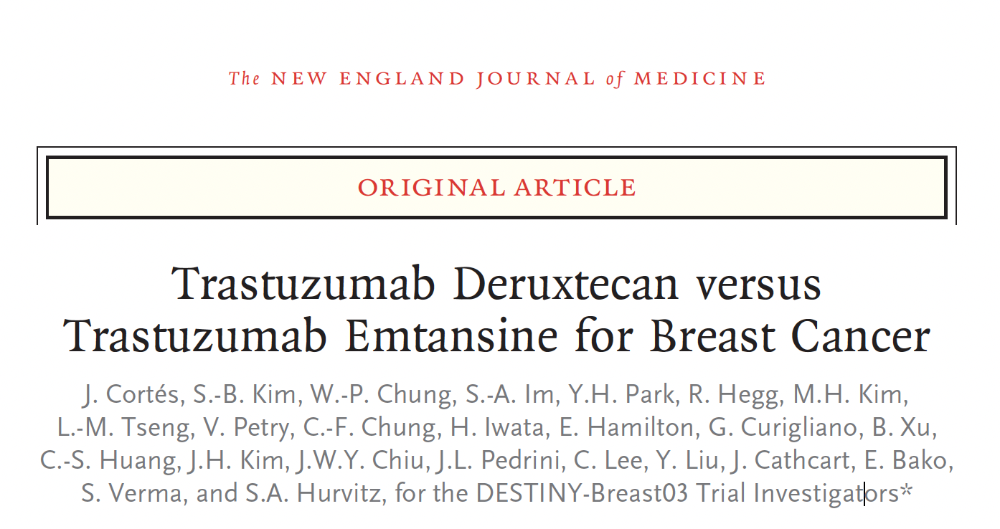 The NEW ENGLAND JOURNAL of MEDICINE
ORIGINAL ARTICLE
Trastuzumab Deruxtecan versus
Trastuzumab Emtansine for Breast Cancer
J. Cortés, S.-B. Kim, W.-P. Chung, S.-A. Im, Y.H. Park, R. Hegg, M.H. Kim,
L.-M. Tseng, V. Petry, C.-F. Chung, H. Iwata, E. Hamilton, G. Curigliano, B. Xu,
C.-S. Huang, J.H. Kim, J.W.Y. Chiu, J.L. Pedrini, C. Lee, Y. Liu, J. Cathcart, E. Bako,
S. Verma, and S.A. Hurvitz, for the DESTINY-Breast03 Trial Investigators*